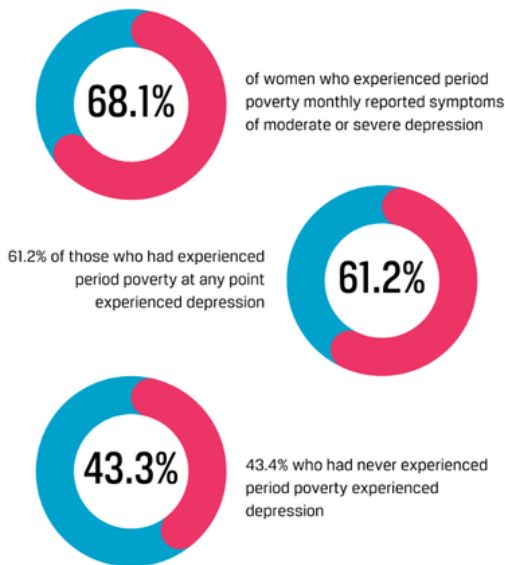 68.1%
of women who experienced period
poverty monthly reported symptoms
of moderate or severe depression
61.2% of those who had experienced
period poverty at any point
experienced depression
61.2%
43.3%
43.4% who had never experienced
period poverty experienced
depression